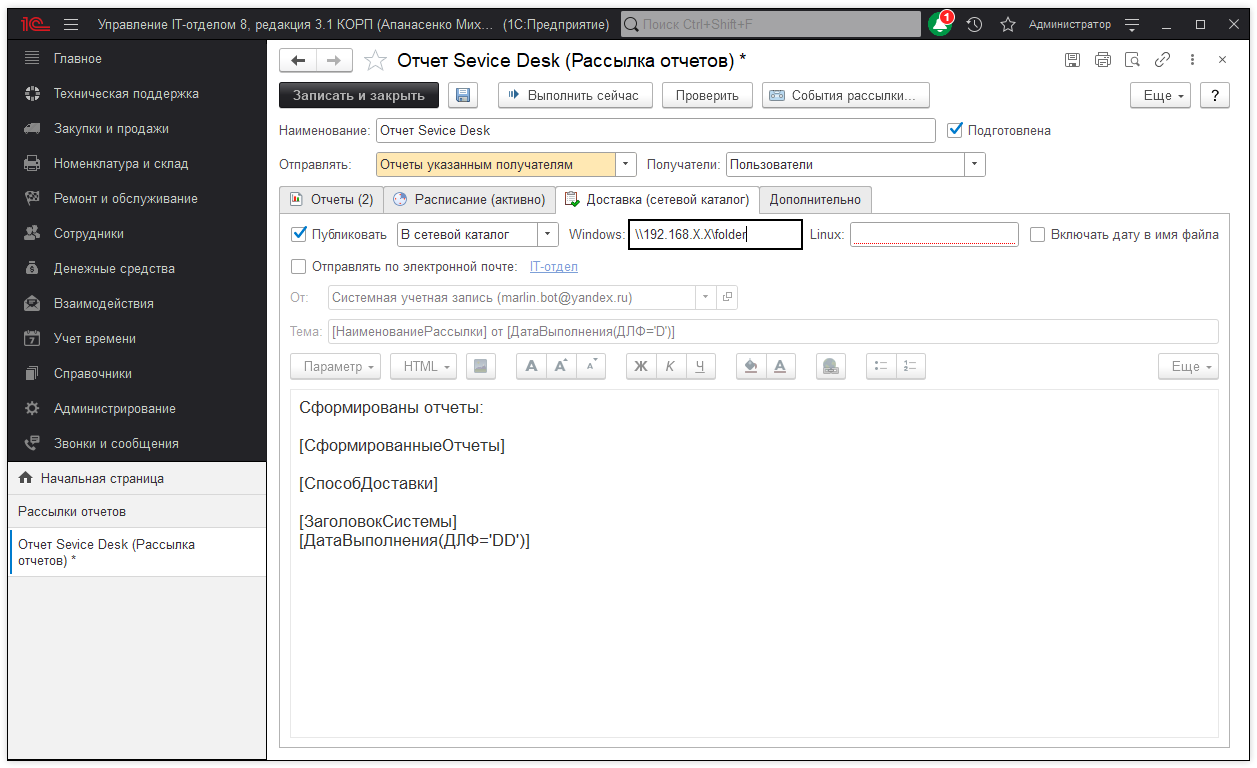 Управление IT-отделом 8, редакция 3.1 КОРП (Апанасенко Мих... (1С:Предприятие)
Поиск Ctrl+Shift+F
1
Администратор
Главное
Техническая поддержка
Закупки и продажи
Номенклатура и склад
Ремонт и обслуживание
Сотрудники
Денежные средства
Взаимодействия
Учет времени
Справочники
Администрирование
Звонки и сообщения
Начальная страница
Рассылки отчетов
Отчет Sevice Desk (Рассылка
отчетов) *
Отчет Sevice Desk (Рассылка отчетов) *
Записать и закрыть
Выполнить сейчас
Проверить
События рассылки...
Еще
?
Наименование: Отчет Sevice Desk
Подготовлена
Отправлять: Отчеты указанным получателям
Получатели: Пользователи
Отчеты (2)
Расписание (активно)
Доставка (сетевой каталог)
Дополнительно
Публиковать
В сетевой каталог
Windows: \\192.168.X.X\folder
Linux:
Включать дату в имя файла
Отправлять по электронной почте: IT-отдел
От: Системная учетная запись (marlin.bot@yandex.ru)
Тема: [НаименованиеРассылки] от [ДатаВыполнения(ДЛФ='D')]
Параметр
HTML
А А А
Ж К Ч
А
Еще
Сформированы отчеты:
[СформированныеОтчеты]
[СпособДоставки]
[ЗаголовокСистемы]
[ДатаВыполнения(ДЛФ='DD')]